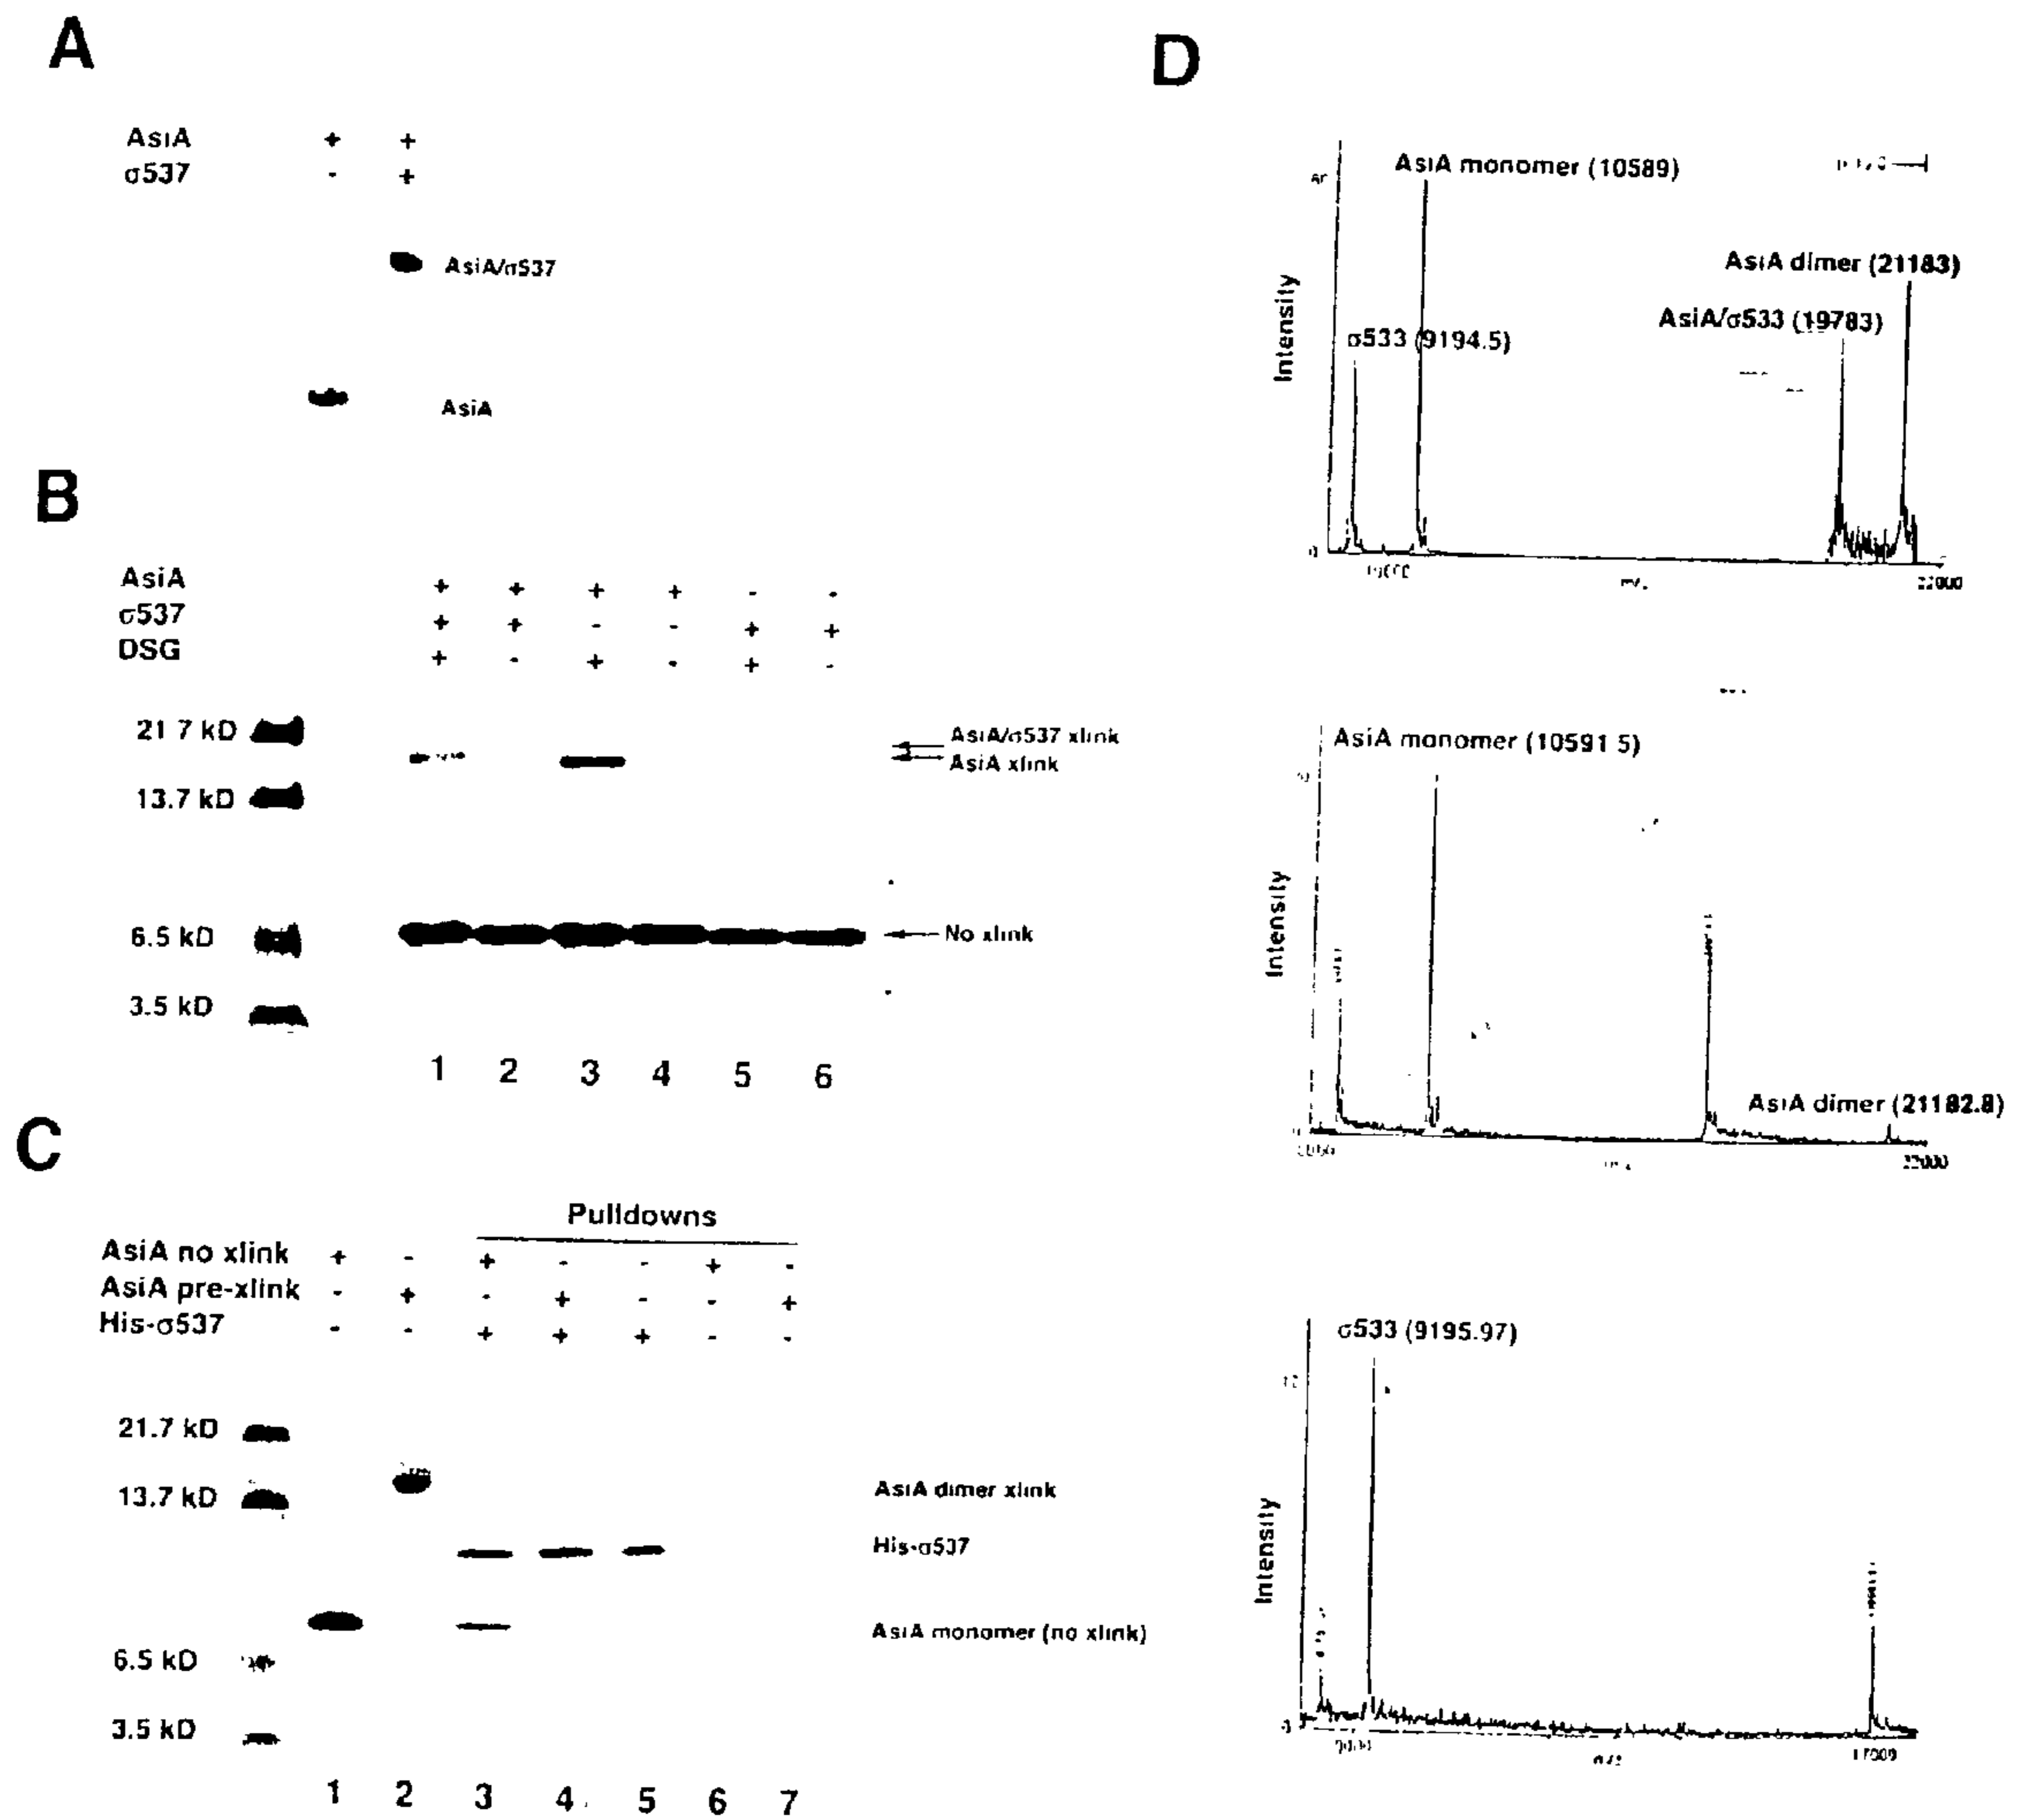 A
AsiA + +
σ537 - +
AsiA/σ537
AsiA
B
AsiA + + + + - -
σ537 + + - - + +
DSG + - + - + -
21 7 kD
13.7 kD
6.5 kD
3.5 kD
AsiA/σ537 xlink
AsiA xlink
No xlink
1 2 3 4 5 6
C
Pulldowns
AsiA no xlink + - + - - + -
AsiA pre-xlink - + - + - - +
His-σ537 - - + + + - -
21.7 kD
13.7 kD
6.5 kD
3.5 kD
AsiA dimer xlink
His-σ537
AsiA monomer (no xlink)
1 2 3 4 5 6 7
D
AsiA monomer (10589)
AsiA dimer (21183)
AsiA/σ533 (19783)
σ533 (9194.5)
Intensity
0
22000
AsiA monomer (10591 5)
AsiA dimer (21182.8)
Intensity
22000
σ533 (9195.97)
Intensity